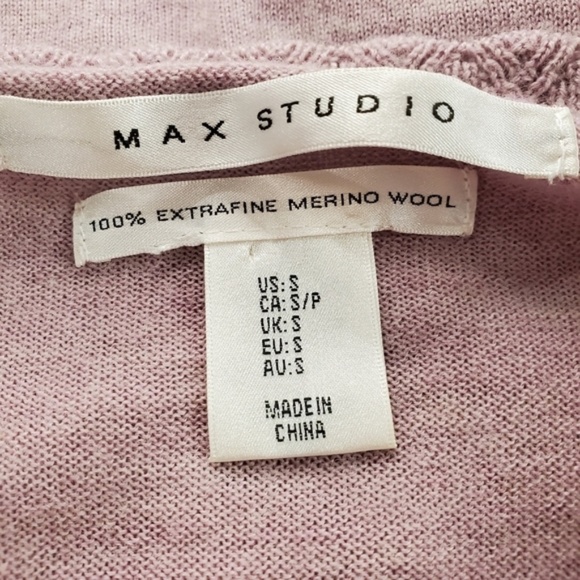 MAX STUDIO
100% EXTRAFINE MERINO WOOL
US: S
CA: S/P
UK: S
EU: S
AU: S
MADE IN
CHINA